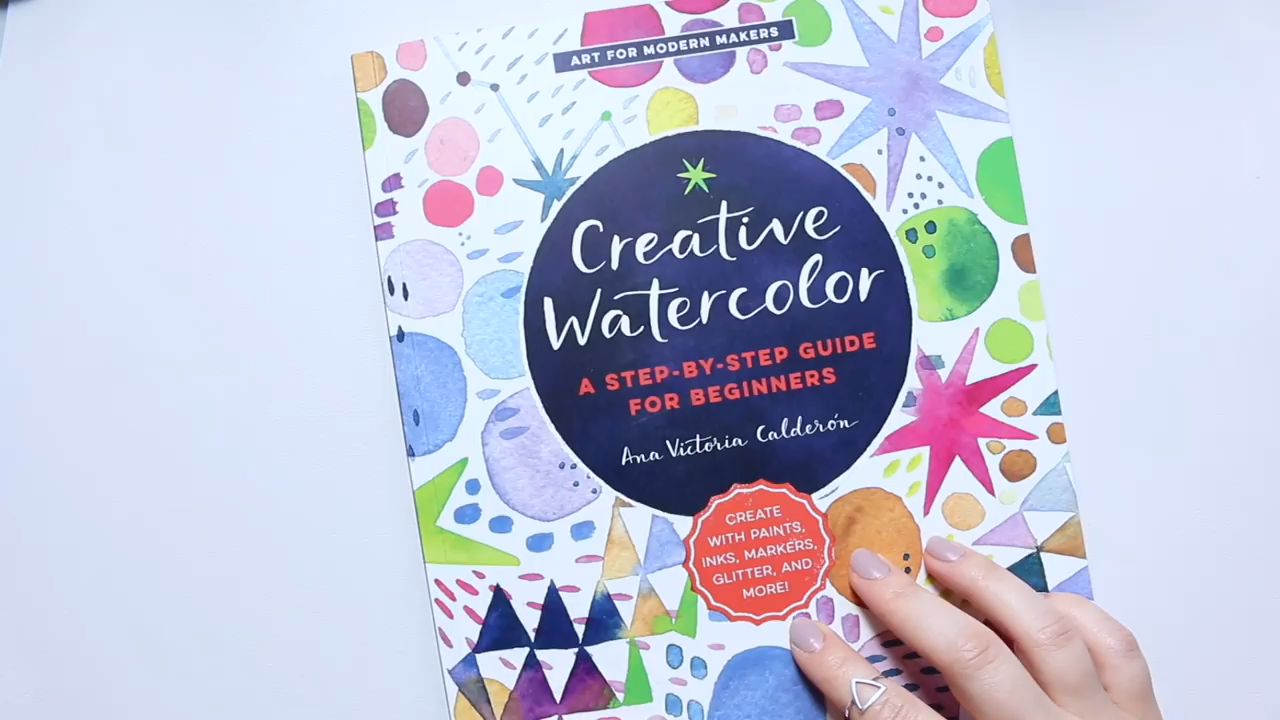 ART FOR MODERN MAKERS
Creative
Watercolor
A STEP-BY-STEP GUIDE
FOR BEGINNERS
Ana Victoria Calderón
CREATE
WITH PAINTS,
INKS, MARKERS,
GLITTER, AND
MORE!